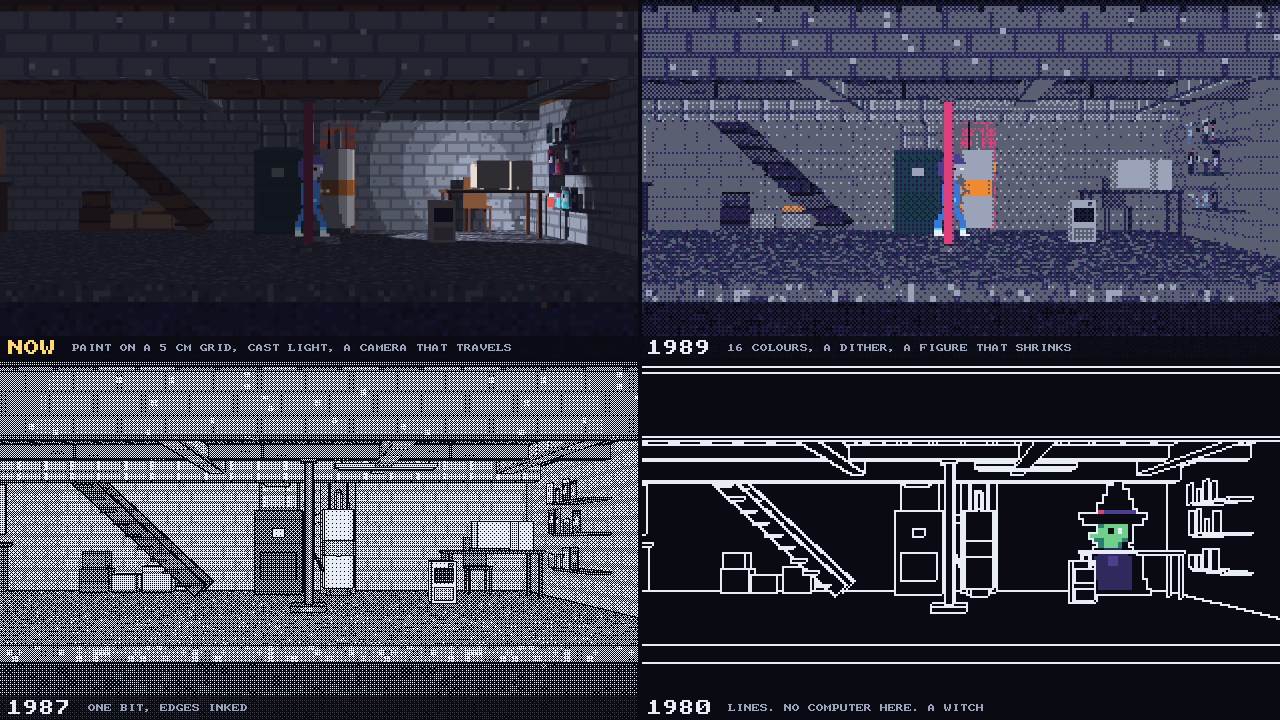 NOW PAINT ON A 5 CM GRID, CAST LIGHT, A CAMERA THAT TRAVELS
1989 16 COLOURS, A DITHER, A FIGURE THAT SHRINKS
1987 ONE BIT, EDGES INKED
1980 LINES. NO COMPUTER HERE. A WITCH